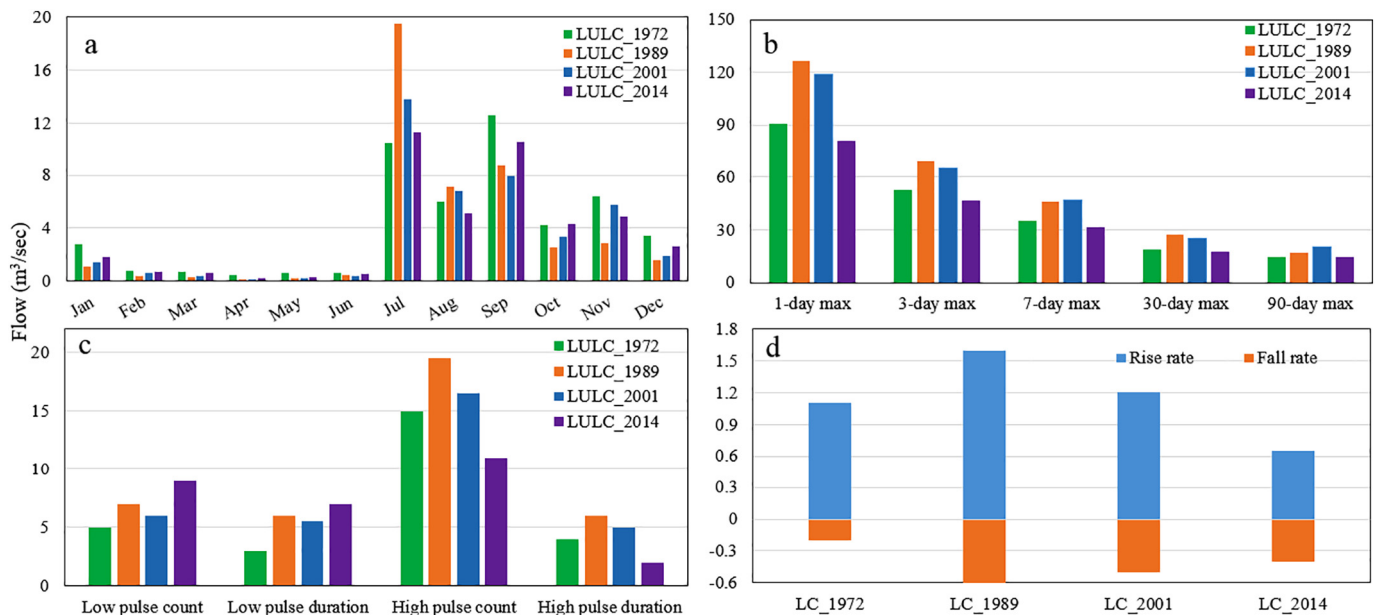 Flow (m³/sec)
a
LULC_1972
LULC_1989
LULC_2001
LULC_2014
20
16
12
8
4
0
Jan Feb Mar Apr May Jun Jul Aug Sep Oct Nov Dec
b
LULC_1972
LULC_1989
LULC_2001
LULC_2014
150
120
90
60
30
0
1-day max 3-day max 7-day max 30-day max 90-day max
c
LULC_1972
LULC_1989
LULC_2001
LULC_2014
20
15
10
5
0
Low pulse count Low pulse duration High pulse count High pulse duration
d
Rise rate Fall rate
1.8
1.5
1.2
0.9
0.6
0.3
0
-0.3
-0.6
LC_1972 LC_1989 LC_2001 LC_2014